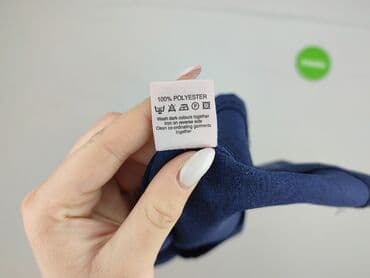 100% POLYESTER
Wash dark colours together
Iron on reverse side
Clean co-ordinating garments
together